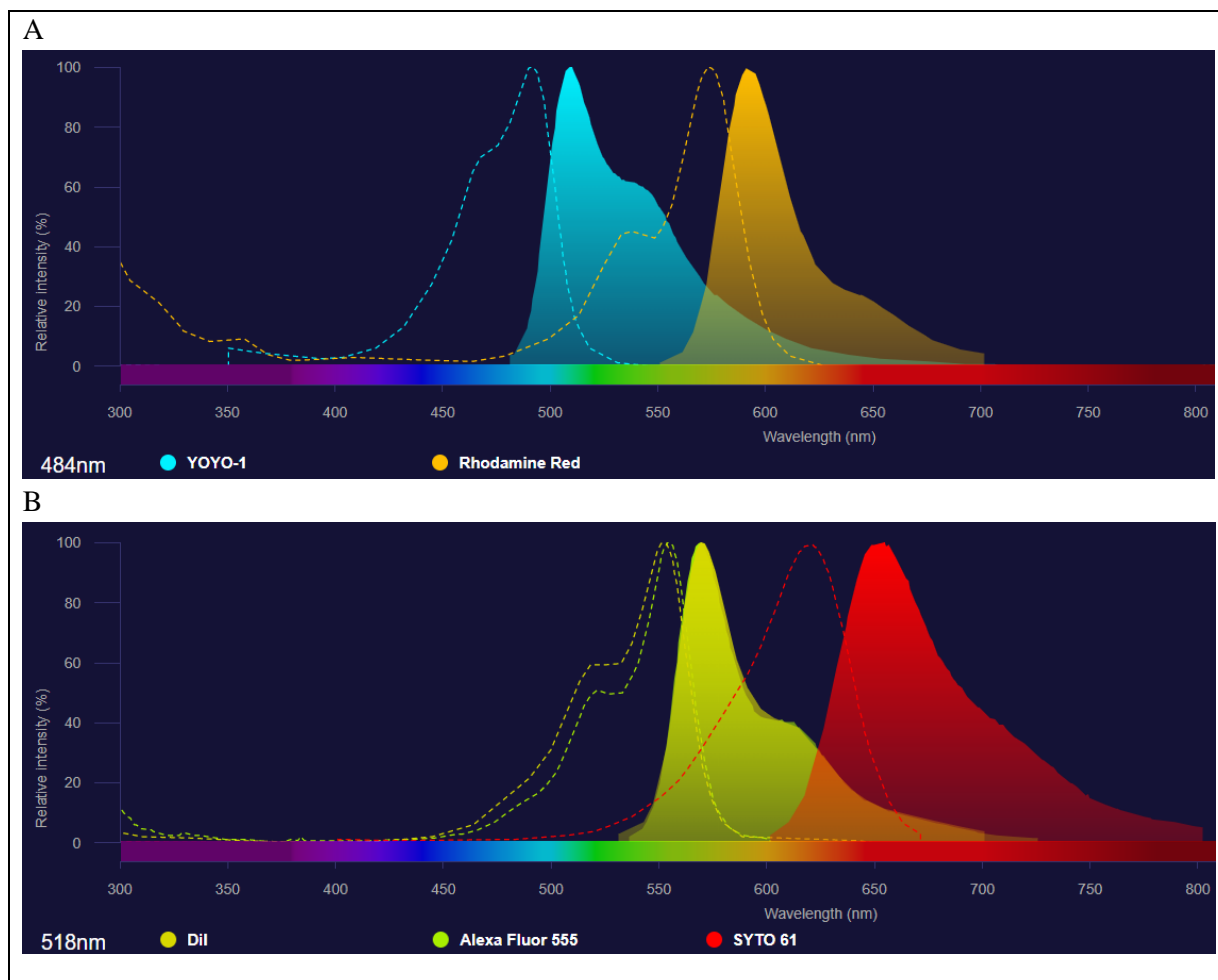 A
100
80
60
40
20
0
Relative intensity (%)
300 350 400 450 500 550 600 650 700 750 800
Wavelength (nm)
484nm YOYO-1 Rhodamine Red
B
100
80
60
40
20
0
Relative intensity (%)
300 350 400 450 500 550 600 650 700 750 800
Wavelength (nm)
518nm DiI Alexa Fluor 555 SYTO 61